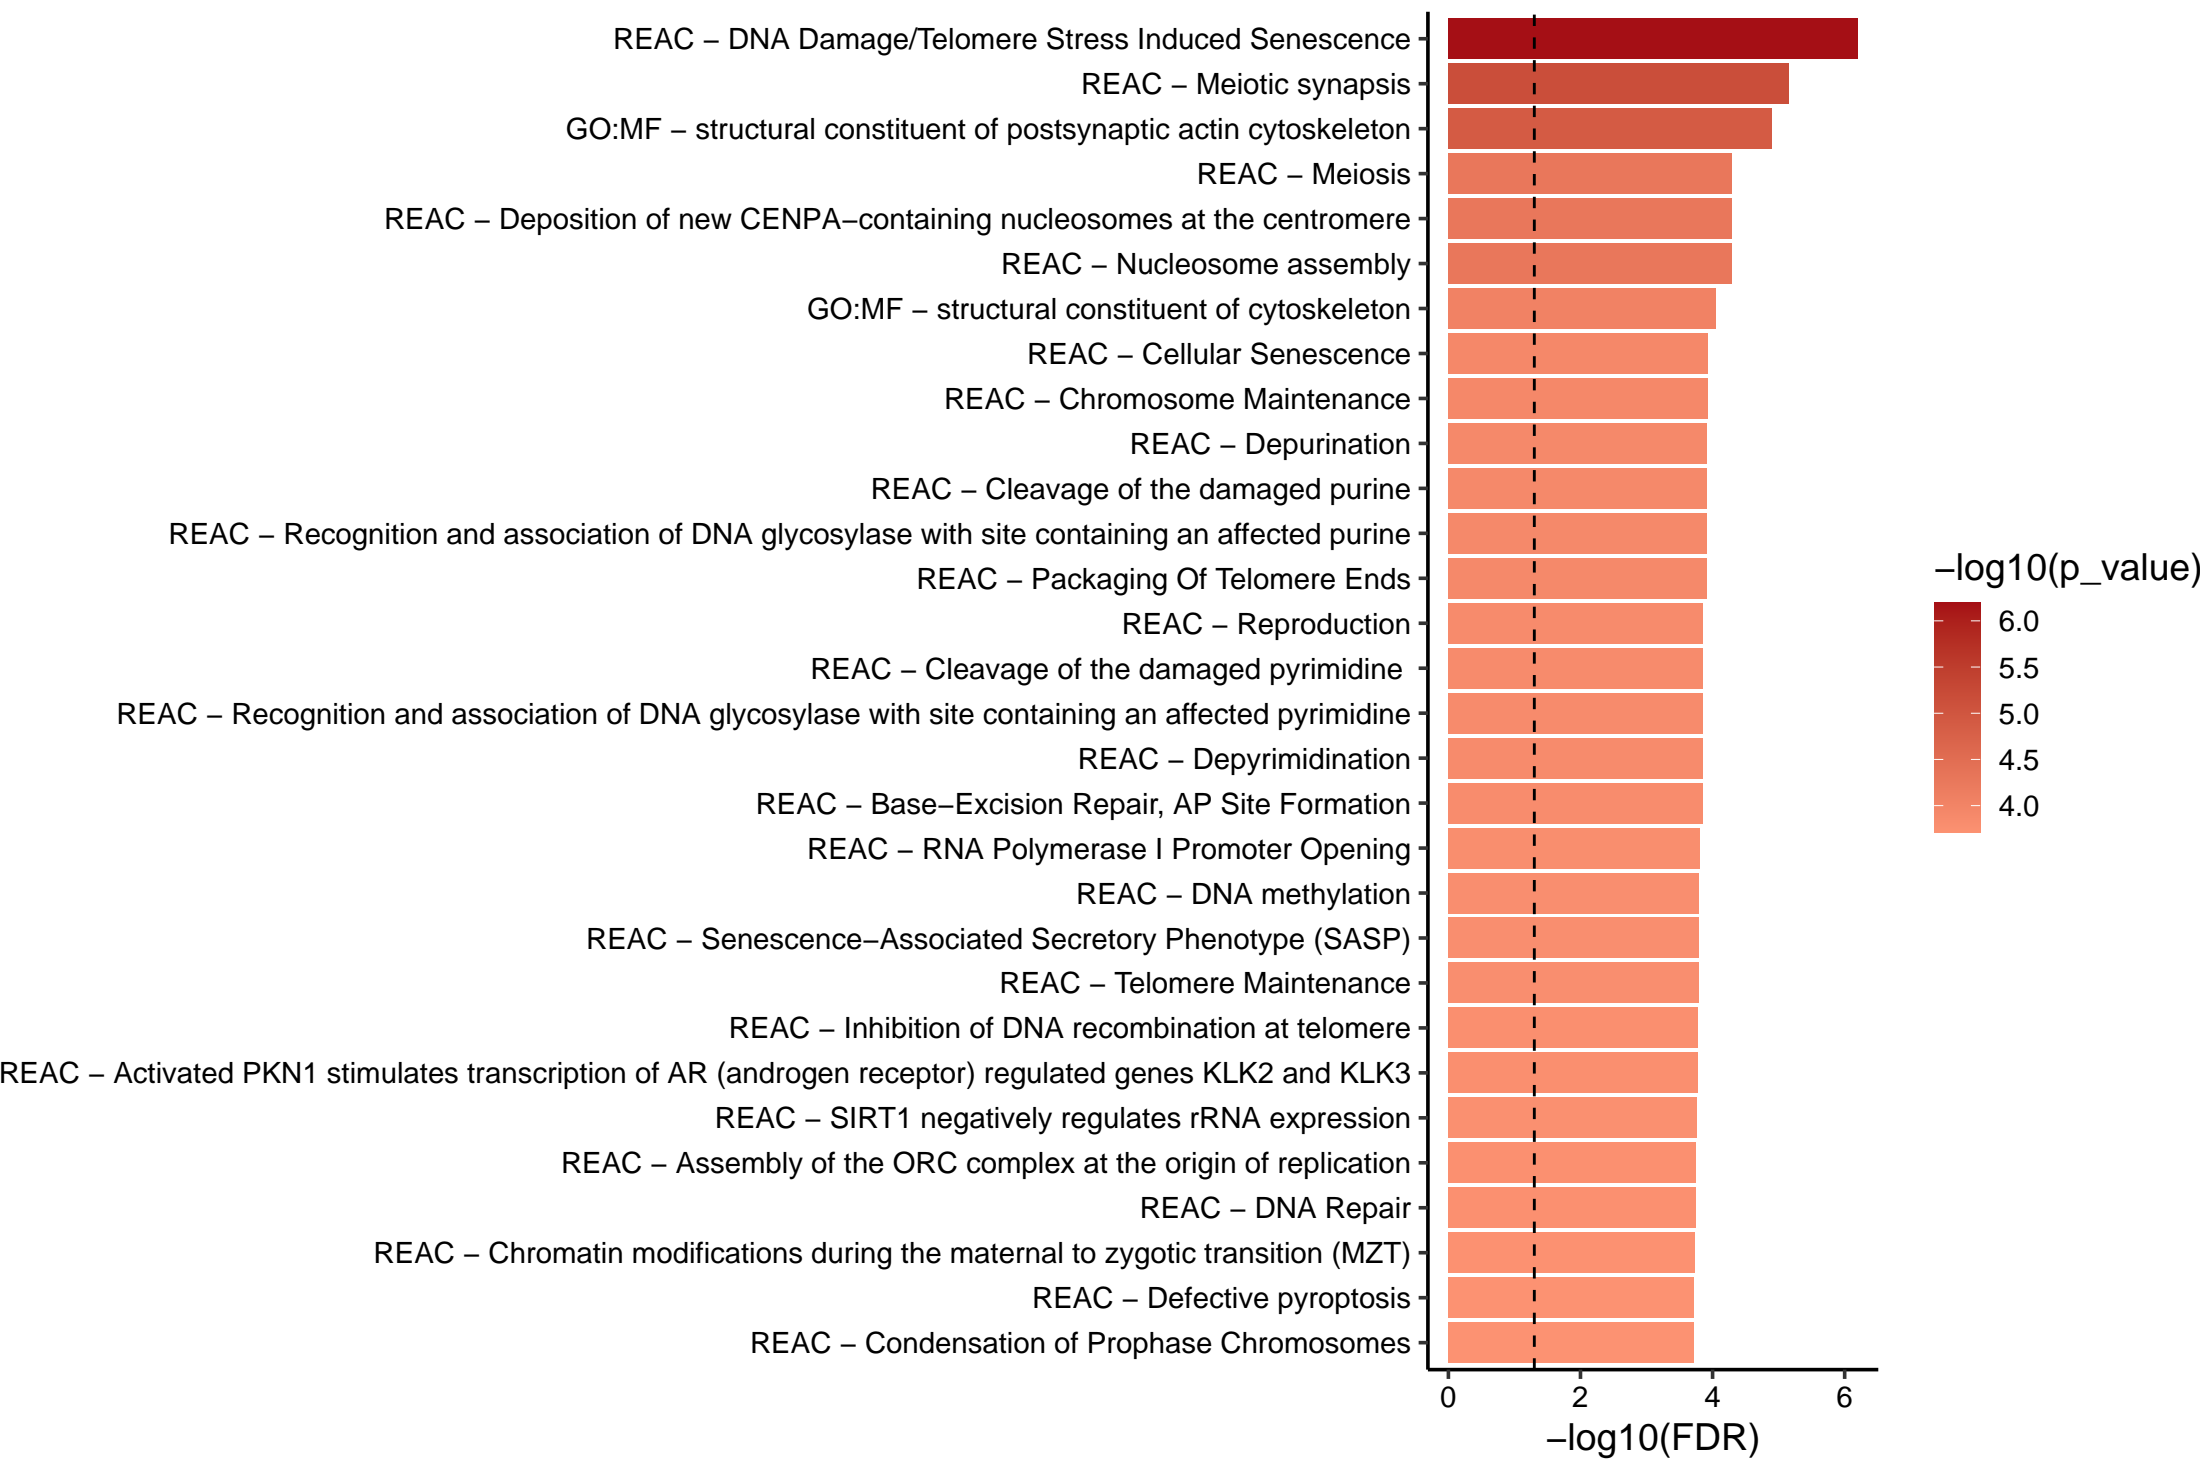 REAC – DNA Damage/Telomere Stress Induced Senescence
REAC – Meiotic synapsis
GO:MF – structural constituent of postsynaptic actin cytoskeleton
REAC – Meiosis
REAC – Deposition of new CENPA–containing nucleosomes at the centromere
REAC – Nucleosome assembly
GO:MF – structural constituent of cytoskeleton
REAC – Cellular Senescence
REAC – Chromosome Maintenance
REAC – Depurination
REAC – Cleavage of the damaged purine
REAC – Recognition and association of DNA glycosylase with site containing an affected purine
REAC – Packaging Of Telomere Ends
REAC – Reproduction
REAC – Cleavage of the damaged pyrimidine
REAC – Recognition and association of DNA glycosylase with site containing an affected pyrimidine
REAC – Depyrimidination
REAC – Base–Excision Repair, AP Site Formation
REAC – RNA Polymerase I Promoter Opening
REAC – DNA methylation
REAC – Senescence–Associated Secretory Phenotype (SASP)
REAC – Telomere Maintenance
REAC – Inhibition of DNA recombination at telomere
REAC – Activated PKN1 stimulates transcription of AR (androgen receptor) regulated genes KLK2 and KLK3
REAC – SIRT1 negatively regulates rRNA expression
REAC – Assembly of the ORC complex at the origin of replication
REAC – DNA Repair
REAC – Chromatin modifications during the maternal to zygotic transition (MZT)
REAC – Defective pyroptosis
REAC – Condensation of Prophase Chromosomes
0 2 4 6
–log10(FDR)
–log10(p_value)
6.0
5.5
5.0
4.5
4.0